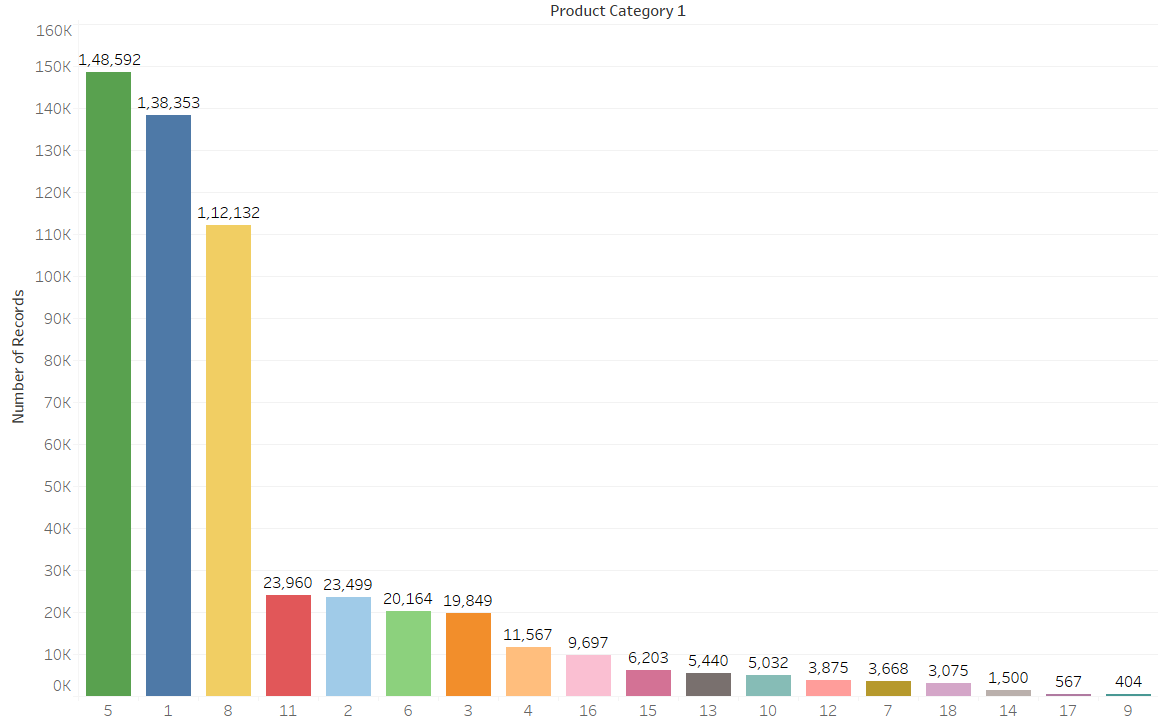 Product Category 1
160K
150K
140K
130K
120K
110K
100K
90K
80K
70K
60K
50K
40K
30K
20K
10K
0K
Number of Records
1,48,592
1,38,353
1,12,132
23,960
23,499
20,164
19,849
11,567
9,697
6,203
5,440
5,032
3,875
3,668
3,075
1,500
567
404
5 1 8 11 2 6 3 4 16 15 13 10 12 7 18 14 17 9